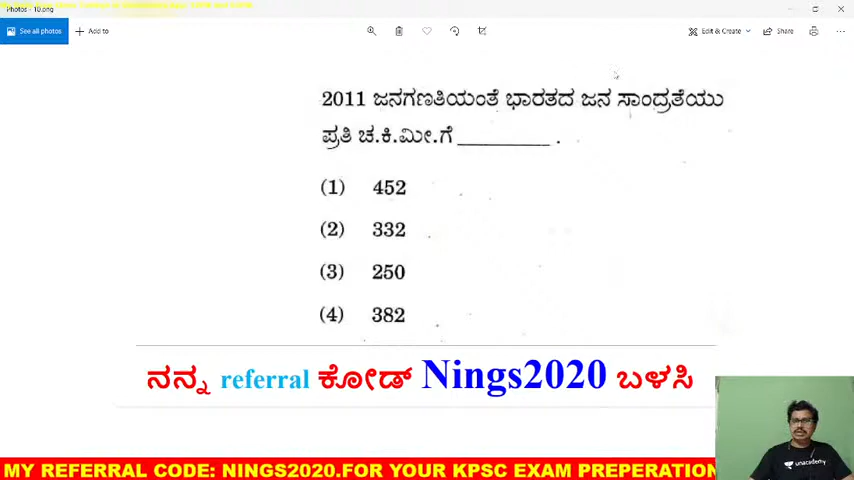 Photos - 10.png
See all photos
Add to
Edit & Create
Share
2011 ಜನಗಣತಿಯಂತೆ ಭಾರತದ ಜನ ಸಾಂದ್ರತೆಯು
ಪ್ರತಿ ಚ.ಕಿ.ಮೀ.ಗೆ __________ .
(1) 452
(2) 332
(3) 250
(4) 382
ನನ್ನ referral ಕೋಡ್ Nings2020 ಬಳಸಿ
unacademy
MY REFERRAL CODE: NINGS2020.FOR YOUR KPSC EXAM PREPERATION